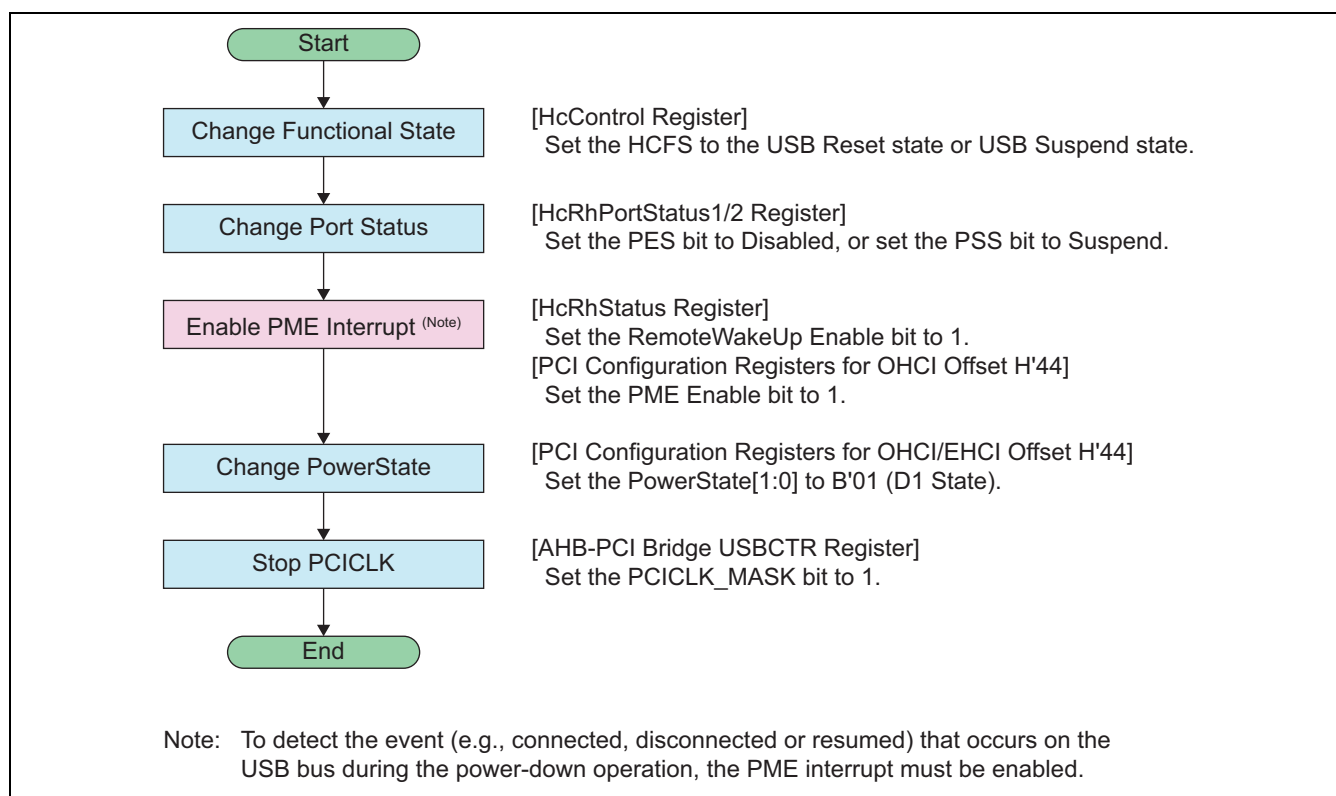 Start
Change Functional State
[HcControl Register]
Set the HCFS to the USB Reset state or USB Suspend state.
Change Port Status
[HcRhPortStatus1/2 Register]
Set the PES bit to Disabled, or set the PSS bit to Suspend.
Enable PME Interrupt (Note)
[HcRhStatus Register]
Set the RemoteWakeUp Enable bit to 1.
[PCI Configuration Registers for OHCI Offset H'44]
Set the PME Enable bit to 1.
Change PowerState
[PCI Configuration Registers for OHCI/EHCI Offset H'44]
Set the PowerState[1:0] to B'01 (D1 State).
Stop PCICLK
[AHB-PCI Bridge USBCTR Register]
Set the PCICLK_MASK bit to 1.
End
Note: To detect the event (e.g., connected, disconnected or resumed) that occurs on the
USB bus during the power-down operation, the PME interrupt must be enabled.